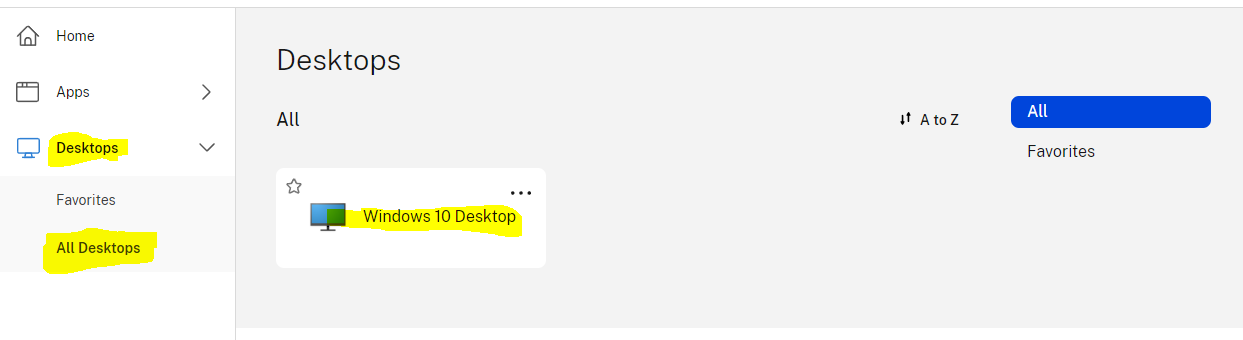 Home
Apps
Desktops
Favorites
All Desktops
Desktops
All
A to Z
Windows 10 Desktop
All
Favorites